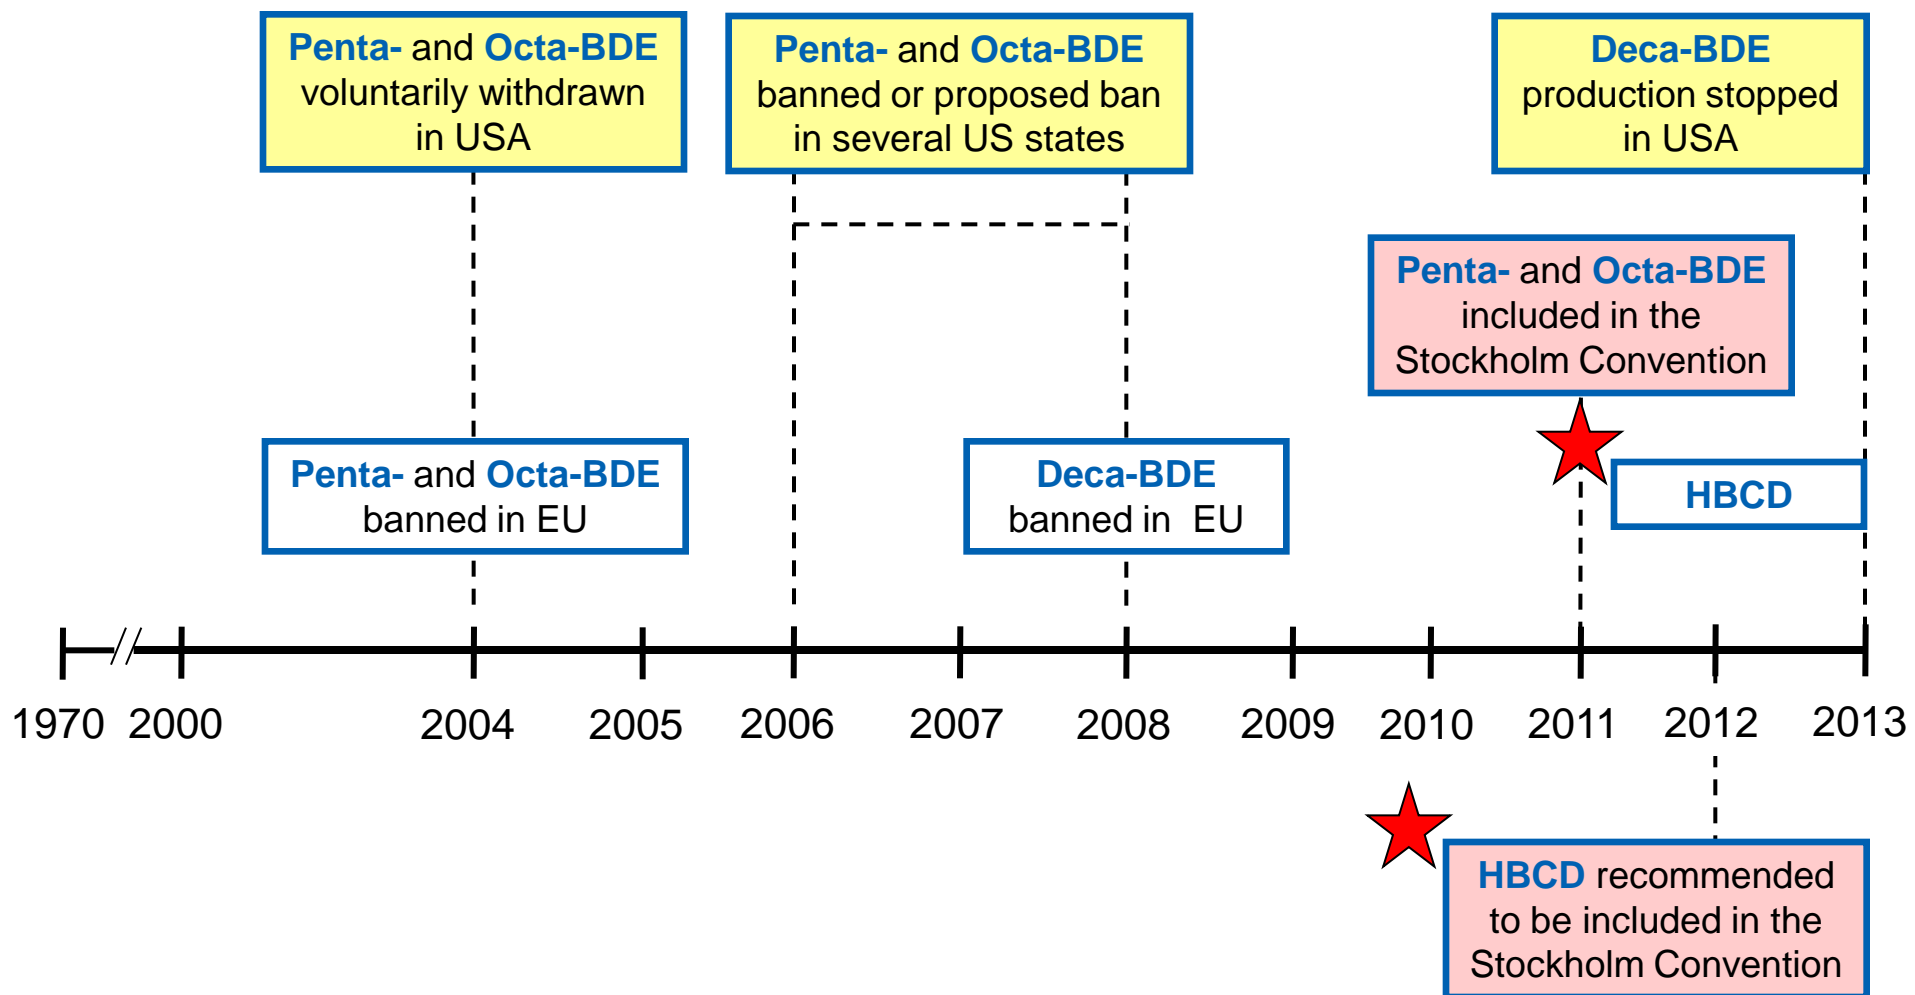 Penta- and Octa-BDE
voluntarily withdrawn
in USA
Penta- and Octa-BDE
banned or proposed ban
in several US states
Deca-BDE
production stopped
in USA
Penta- and Octa-BDE
included in the
Stockholm Convention
Penta- and Octa-BDE
banned in EU
Deca-BDE
banned in  EU
HBCD
1970 2000 2004 2005 2006 2007 2008 2009 2010 2011 2012 2013
HBCD recommended
to be included in the
Stockholm Convention